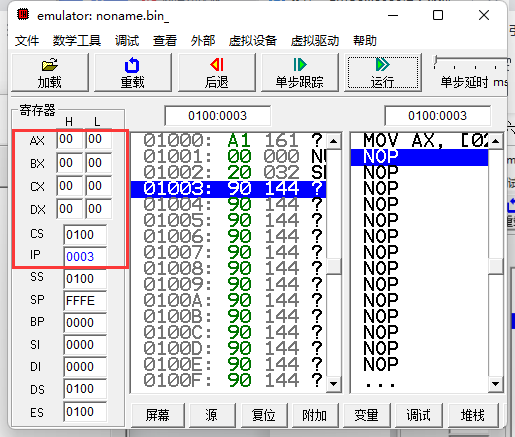 emulator: noname.bin_
文件 数学工具 调试 查看 外部 虚拟设备 虚拟驱动 帮助
加载 重载 后退 单步跟踪 运行 单步延时 ms
寄存器
H L
AX 00 00
BX 00 00
CX 00 00
DX 00 00
CS 0100
IP 0003
SS 0100
SP FFFE
BP 0000
SI 0000
DI 0000
DS 0100
ES 0100
0100:0003
01000: A1 161 ?
01001: 00 000 NU
01002: 20 032 SP
01003: 90 144 ?
01004: 90 144 ?
01005: 90 144 ?
01006: 90 144 ?
01007: 90 144 ?
01008: 90 144 ?
01009: 90 144 ?
0100A: 90 144 ?
0100B: 90 144 ?
0100C: 90 144 ?
0100D: 90 144 ?
0100E: 90 144 ?
0100F: 90 144 ?
0100:0003
MOV AX, [02
NOP
NOP
NOP
NOP
NOP
NOP
NOP
NOP
NOP
NOP
NOP
NOP
NOP
NOP
...
屏幕 源 复位 附加 变量 调试 堆栈